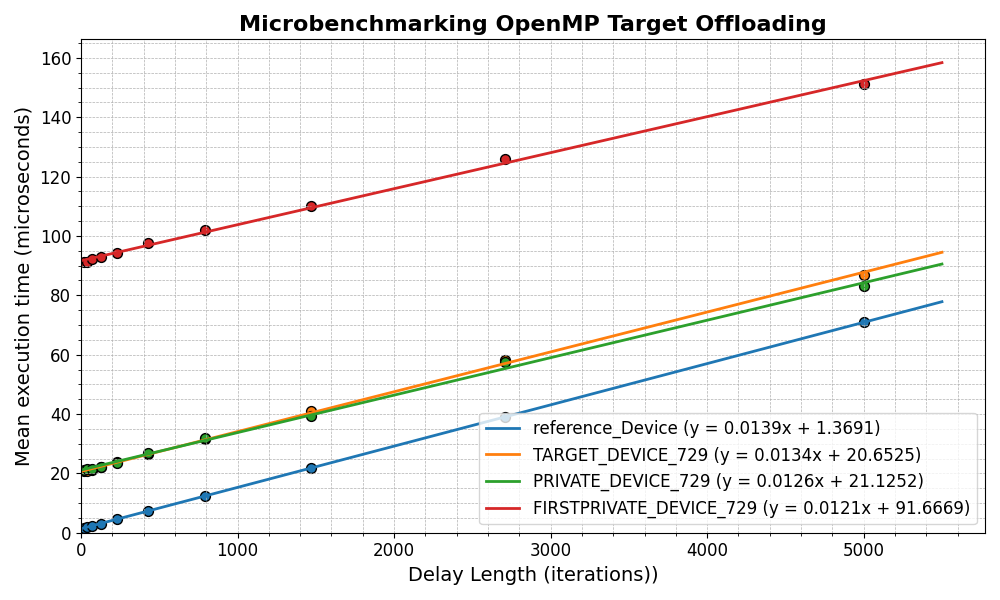 Microbenchmarking OpenMP Target Offloading
Mean execution time (microseconds)
160
140
120
100
80
60
40
20
0
reference_Device (y = 0.0139x + 1.3691)
TARGET_DEVICE_729 (y = 0.0134x + 20.6525)
PRIVATE_DEVICE_729 (y = 0.0126x + 21.1252)
FIRSTPRIVATE_DEVICE_729 (y = 0.0121x + 91.6669)
0 1000 2000 3000 4000 5000
Delay Length (iterations))